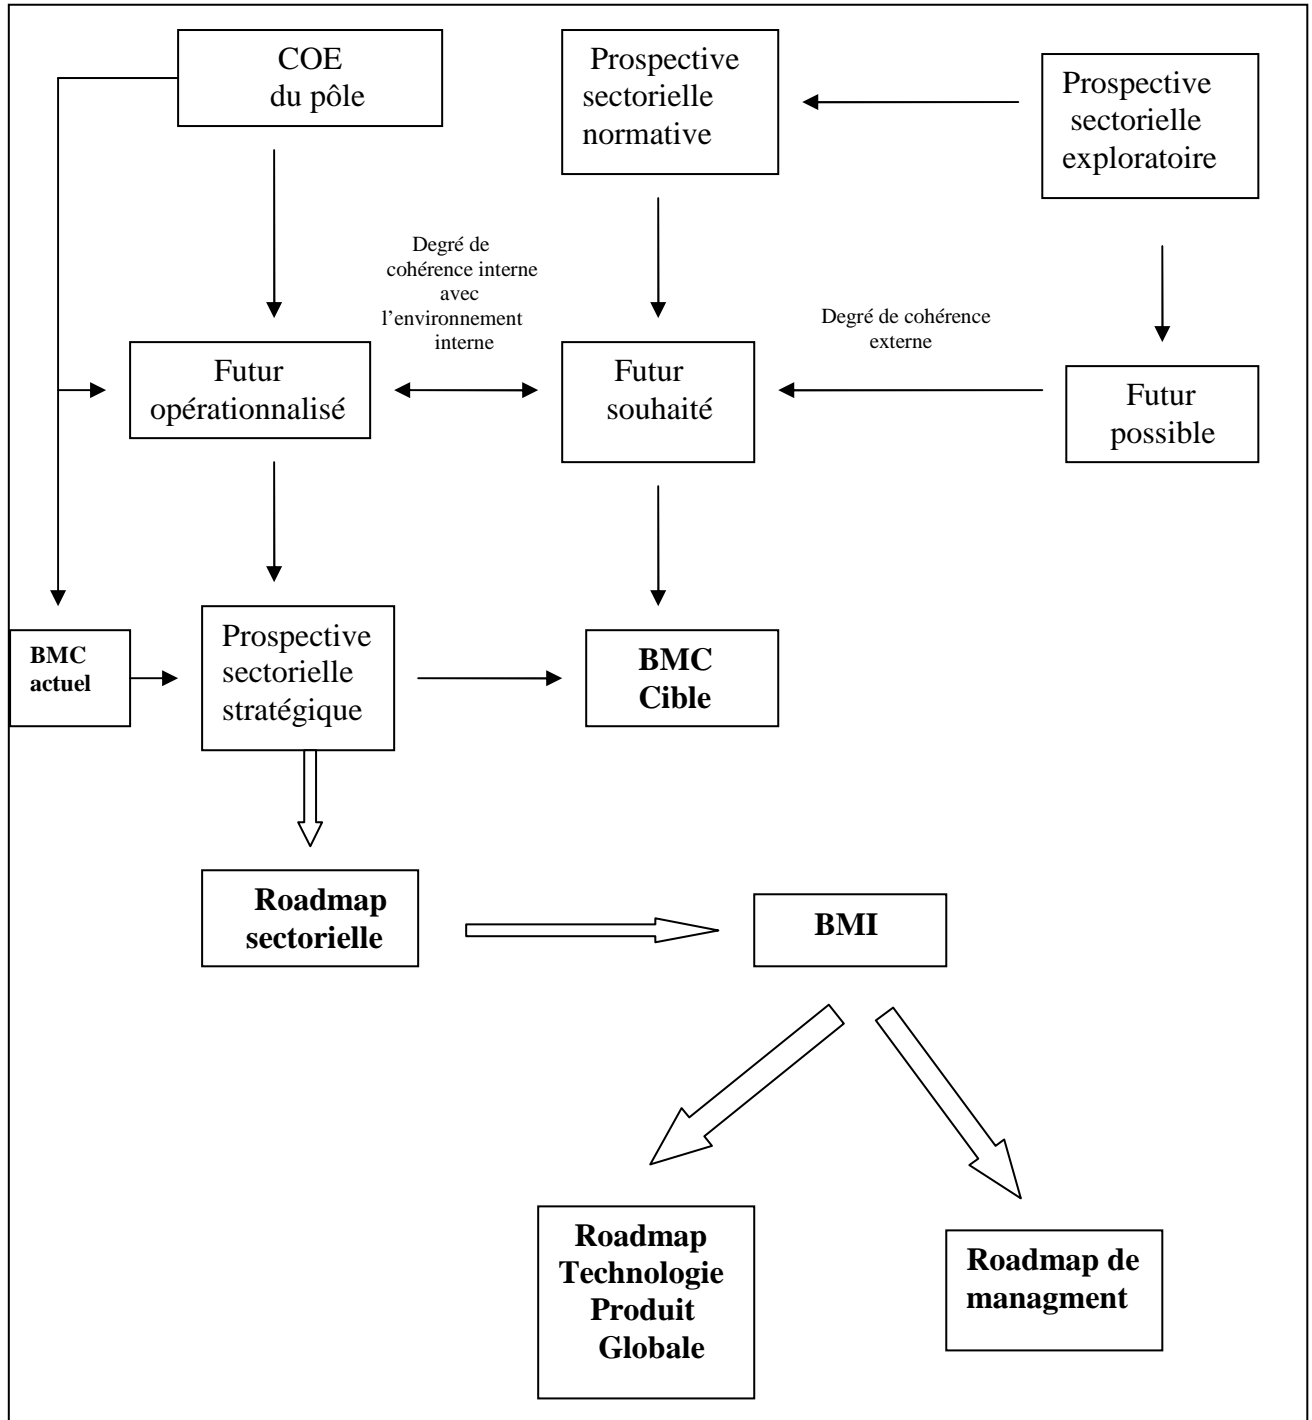 COE
du pôle
Prospective
sectorielle
normative
Prospective
sectorielle
exploratoire
Degré de
cohérence interne
avec
l’environnement
interne
Degré de cohérence
externe
Futur
opérationnalisé
Futur
souhaité
Futur
possible
BMC
actuel
Prospective
sectorielle
stratégique
BMC
Cible
Roadmap
sectorielle
BMI
Roadmap
Technologie
Produit
Globale
Roadmap de
managment